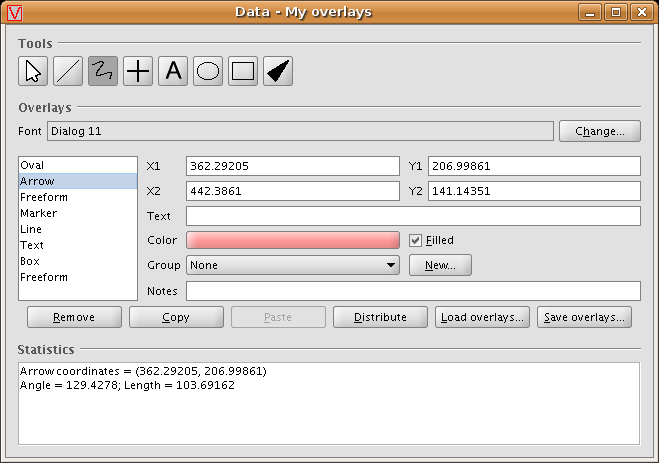 Data - My overlays
Tools
A
Overlays
Font Dialog 11 Change...
Oval
Arrow
Freeform
Marker
Line
Text
Box
Freeform
X1 362.29205 Y1 206.99861
X2 442.3861 Y2 141.14351
Text
Color Filled
Group None New...
Notes
Remove Copy Paste Distribute Load overlays... Save overlays...
Statistics
Arrow coordinates = (362.29205, 206.99861)
Angle = 129.4278; Length = 103.69162